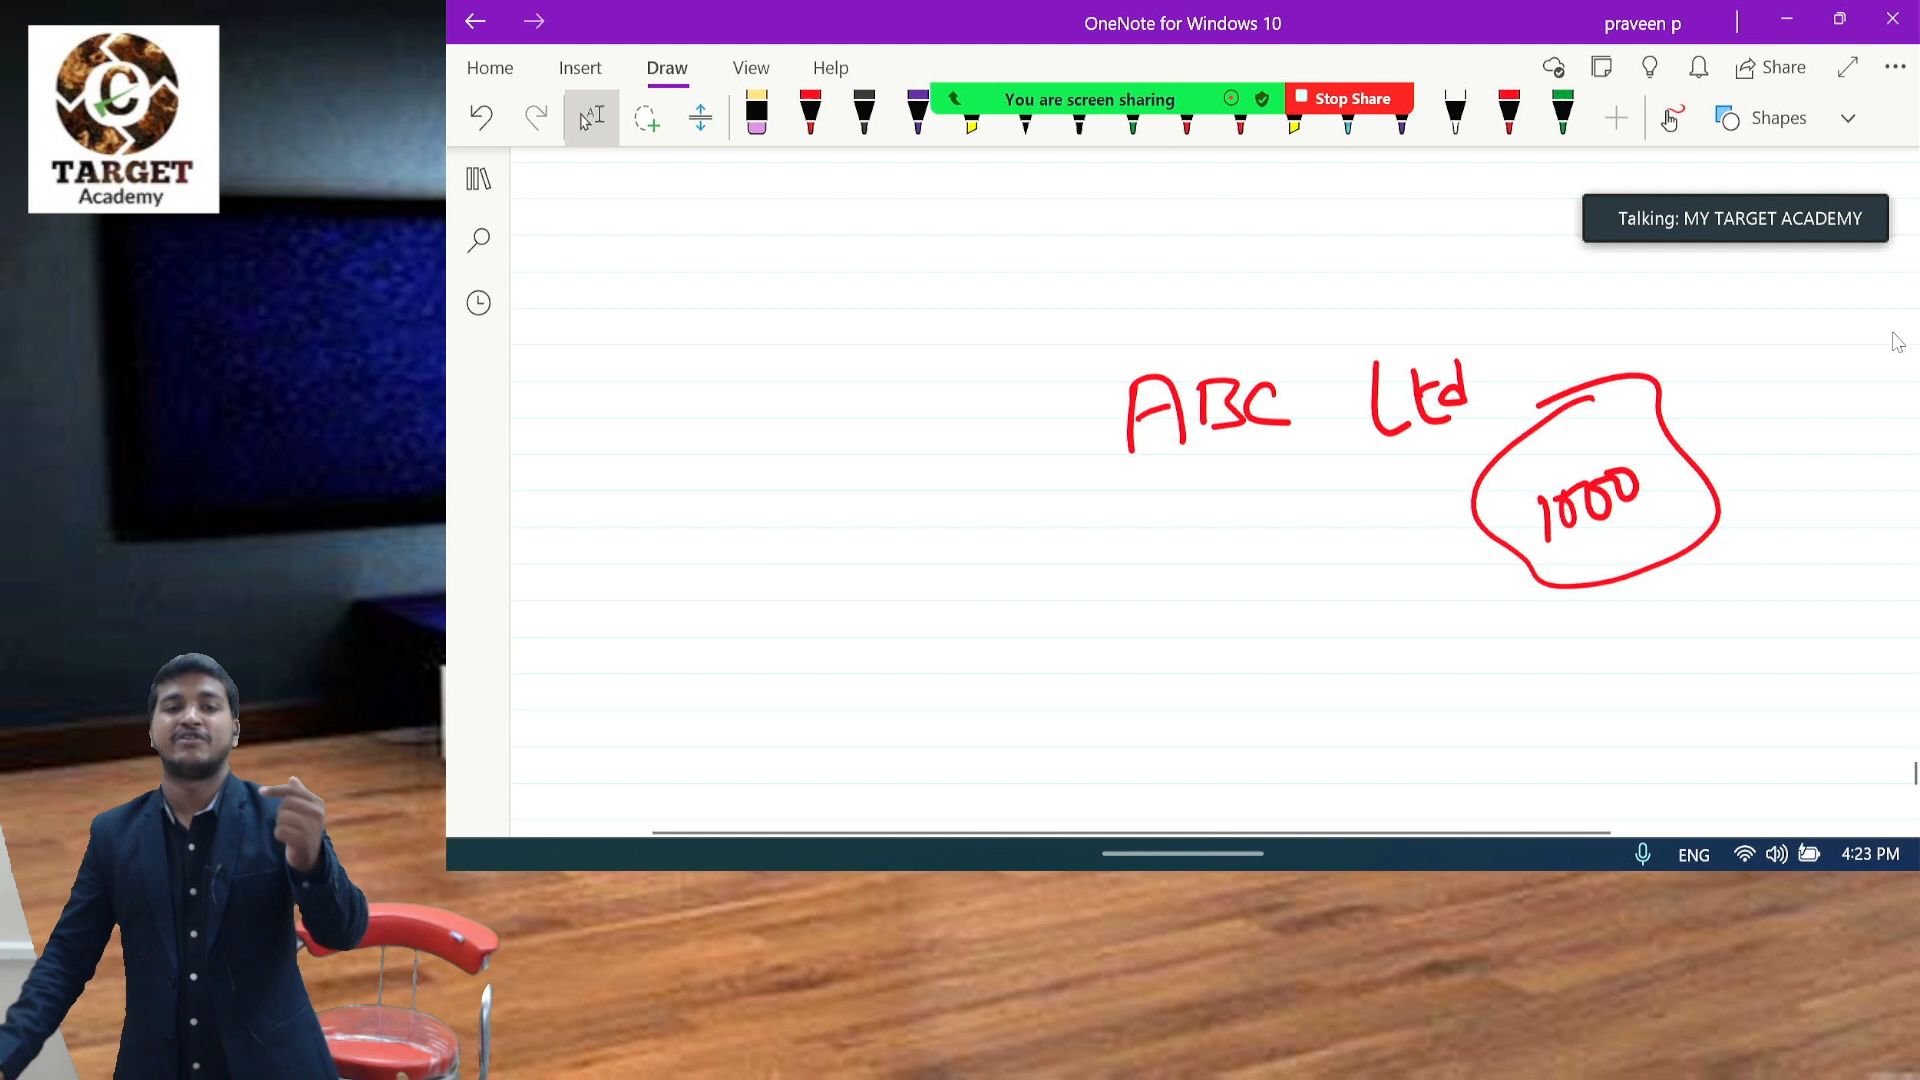 TARGET
Academy
OneNote for Windows 10
praveen p
Home
Insert
Draw
View
Help
Share
You are screen sharing
Stop Share
Shapes
Talking: MY TARGET ACADEMY
ABC Ltd
1000
ENG
4:23 PM